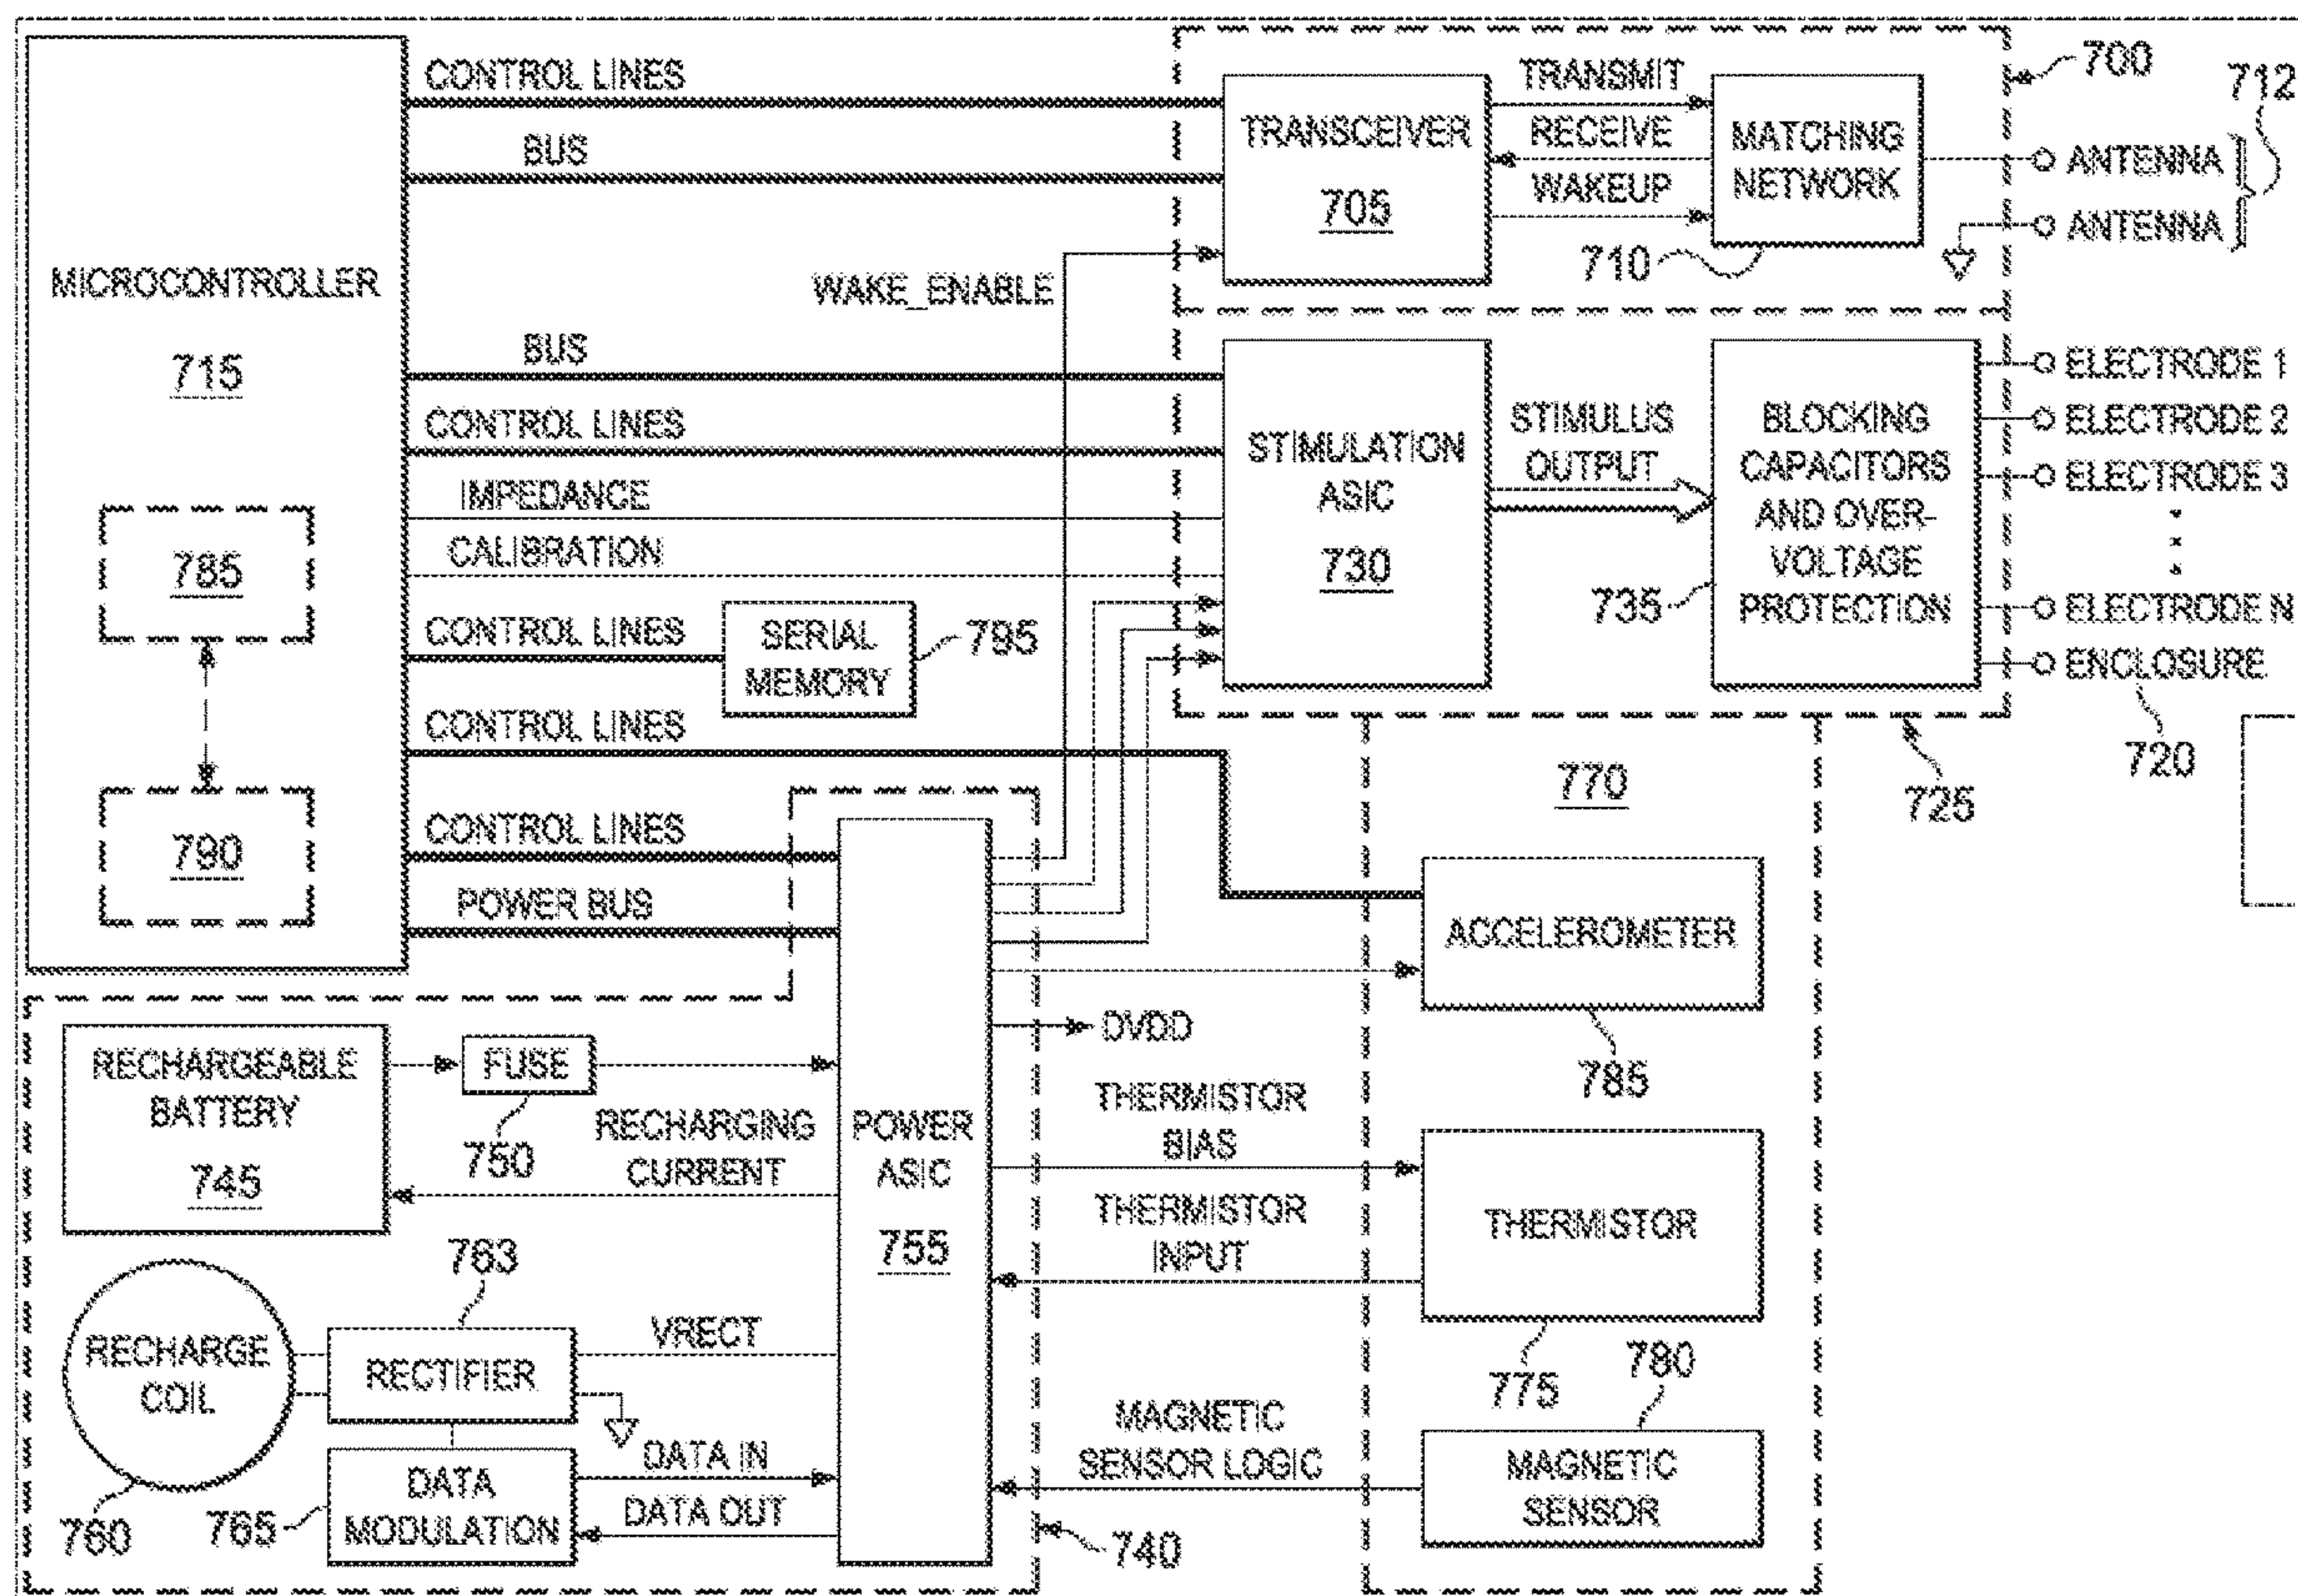 CONTROL LINES
BUS
MICROCONTROLLER
715
WAKE_ENABLE
BUS
CONTROL LINES
IMPEDANCE
CALIBRATION
785
CONTROL LINES
SERIAL
MEMORY
795
CONTROL LINES
790
CONTROL LINES
POWER BUS
TRANSCEIVER
705
TRANSMIT
RECEIVE
WAKEUP
MATCHING
NETWORK
710
700
712
ANTENNA
ANTENNA
STIMULATION
ASIC
730
STIMULUS
OUTPUT
BLOCKING
CAPACITORS
AND OVER-
VOLTAGE
PROTECTION
735
ELECTRODE 1
ELECTRODE 2
ELECTRODE 3
ELECTRODE N
ENCLOSURE
720
725
770
ACCELEROMETER
785
RECHARGEABLE
BATTERY
745
FUSE
750
RECHARGING
CURRENT
POWER
ASIC
755
DVDD
THERMISTOR
BIAS
THERMISTOR
INPUT
THERMISTOR
775
763
RECHARGE
COIL
760
RECTIFIER
VRECT
DATA
MODULATION
765
DATA IN
DATA OUT
MAGNETIC
SENSOR LOGIC
780
MAGNETIC
SENSOR
740